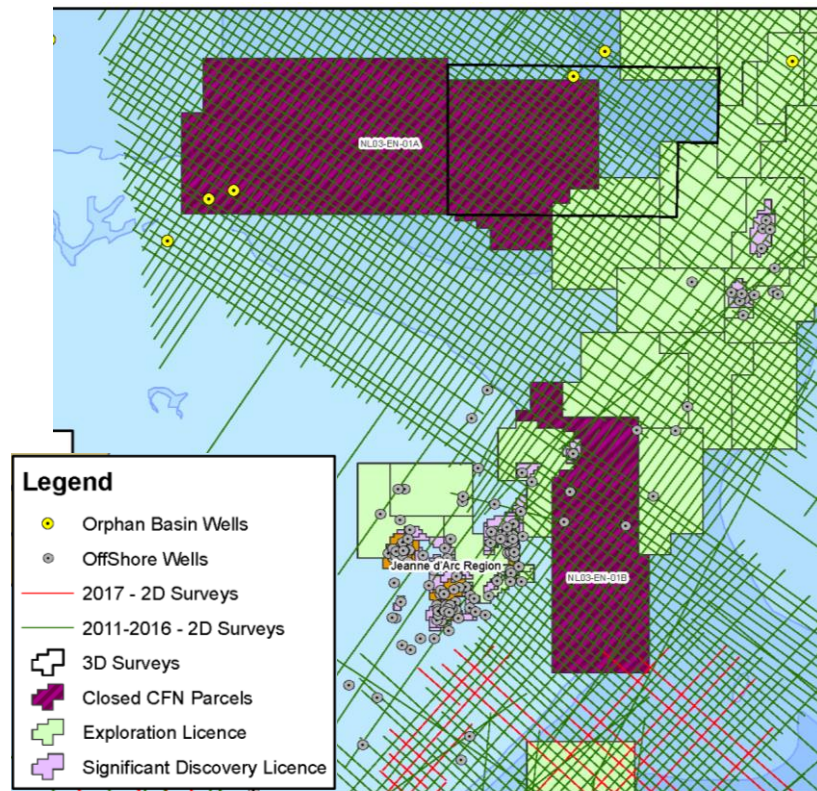 NL03-EN-01A
Jeanne d'Arc Region
NL03-EN-01B
Legend
Orphan Basin Wells
OffShore Wells
2017 - 2D Surveys
2011-2016 - 2D Surveys
3D Surveys
Closed CFN Parcels
Exploration Licence
Significant Discovery Licence